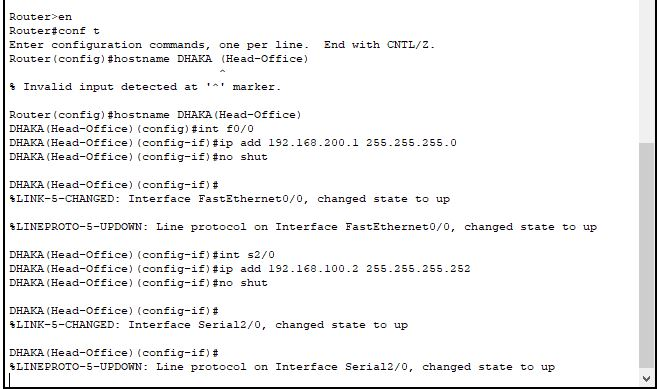 Router>en
Router#conf t
Enter configuration commands, one per line.  End with CNTL/Z.
Router(config)#hostname DHAKA (Head-Office)
^
% Invalid input detected at '^' marker.
Router(config)#hostname DHAKA(Head-Office)
DHAKA(Head-Office)(config)#int f0/0
DHAKA(Head-Office)(config-if)#ip add 192.168.200.1 255.255.255.0
DHAKA(Head-Office)(config-if)#no shut
DHAKA(Head-Office)(config-if)#
%LINK-5-CHANGED: Interface FastEthernet0/0, changed state to up
%LINEPROTO-5-UPDOWN: Line protocol on Interface FastEthernet0/0, changed state to up
DHAKA(Head-Office)(config-if)#int s2/0
DHAKA(Head-Office)(config-if)#ip add 192.168.100.2 255.255.255.252
DHAKA(Head-Office)(config-if)#no shut
DHAKA(Head-Office)(config-if)#
%LINK-5-CHANGED: Interface Serial2/0, changed state to up
DHAKA(Head-Office)(config-if)#
%LINEPROTO-5-UPDOWN: Line protocol on Interface Serial2/0, changed state to up